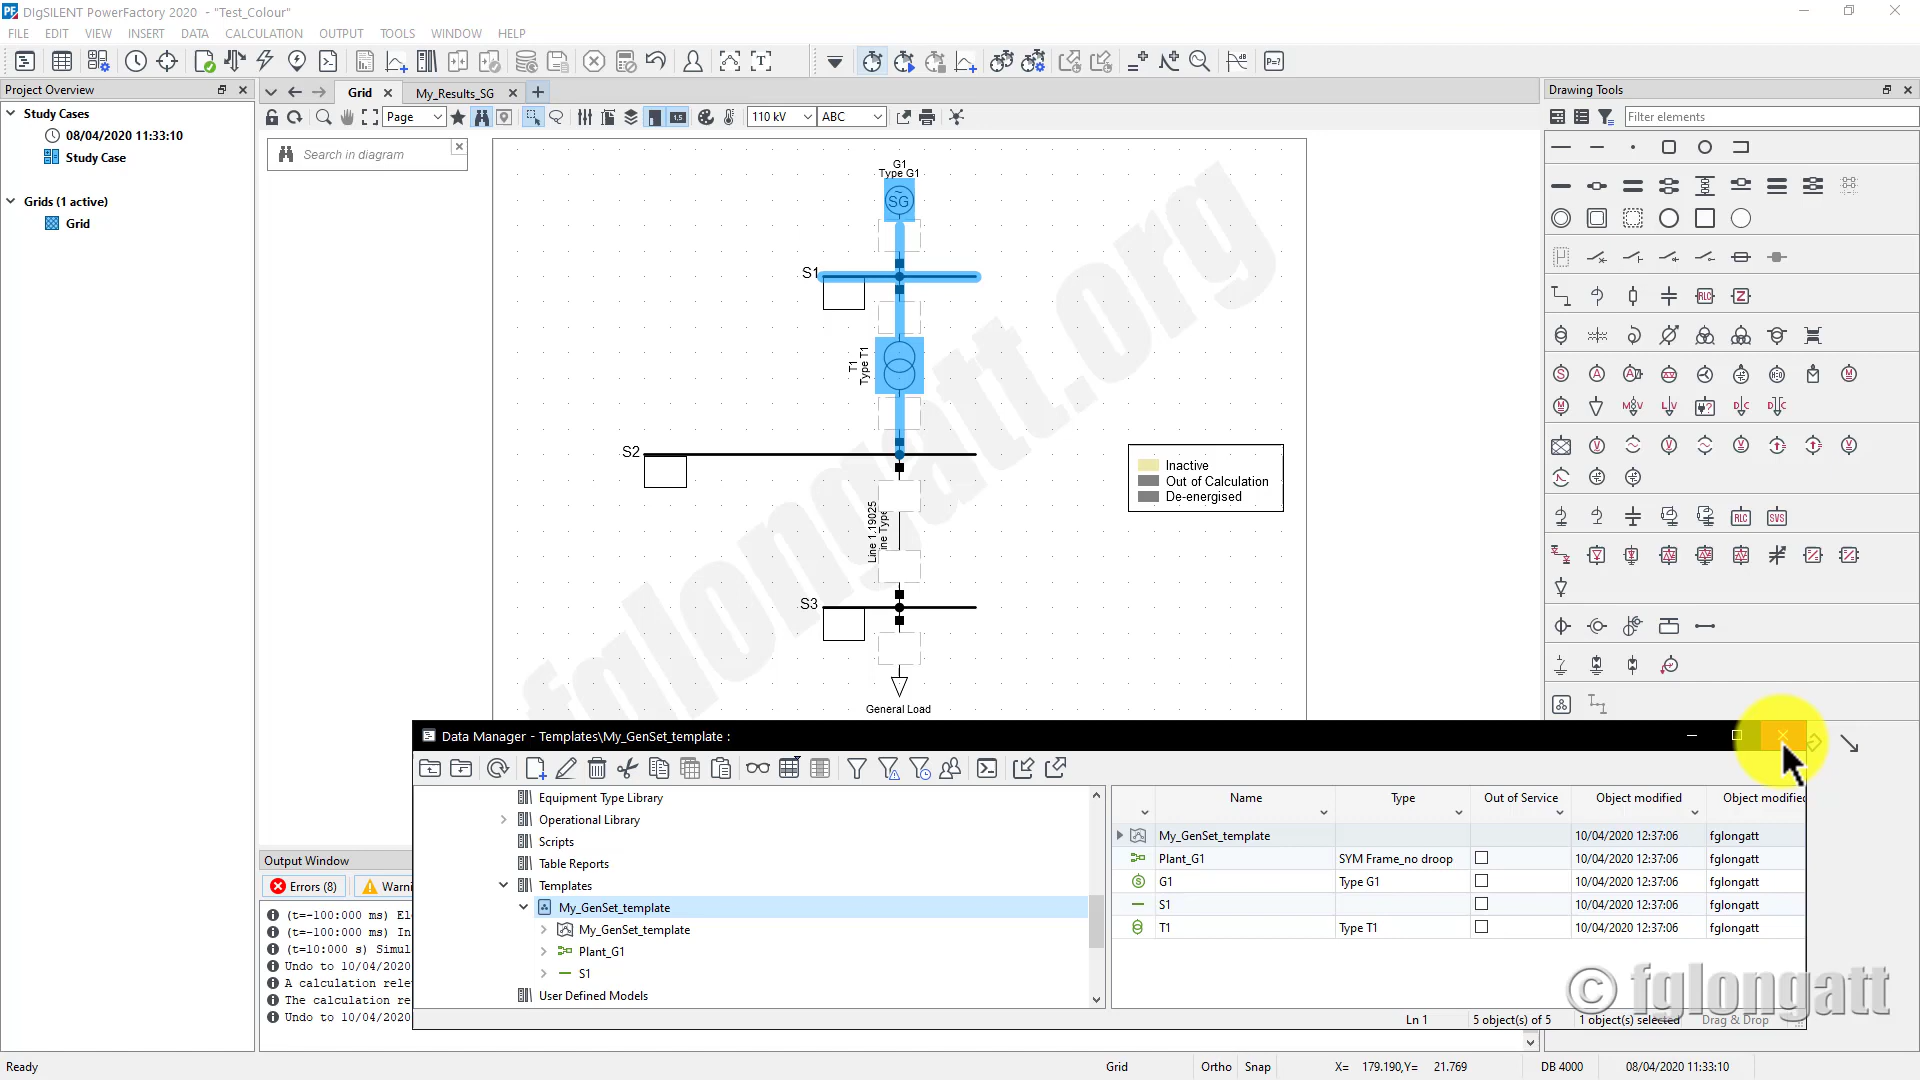 DIgSILENT PowerFactory 2020 - "Test_Colour"
FILE EDIT VIEW INSERT DATA CALCULATION OUTPUT TOOLS WINDOW HELP
Project Overview
Study Cases
08/04/2020 11:33:10
Study Case
Grids (1 active)
Grid
Grid My_Results_SG
Page 110 kV ABC
Search in diagram
G1
Type G1
SG
S1
T1
Type T1
S2
Line 1.19025
S3
General Load
Inactive
Out of Calculation
De-energised
fglongatt.org
Drawing Tools
Filter elements
Data Manager - Templates\My_GenSet_template :
Equipment Type Library
Operational Library
Scripts
Table Reports
Templates
My_GenSet_template
My_GenSet_template
Plant_G1
S1
User Defined Models
Name Type Out of Service Object modified Object modified
My_GenSet_template 10/04/2020 12:37:06 fglongatt
Plant_G1 SYM Frame_no droop 10/04/2020 12:37:06 fglongatt
G1 Type G1 10/04/2020 12:37:06 fglongatt
S1 10/04/2020 12:37:06 fglongatt
T1 Type T1 10/04/2020 12:37:06 fglongatt
Ln 1 5 object(s) of 5 1 object(s) selected Drag & Drop
Output Window
Errors (8) Warni
(t=-100:000 ms) El
(t=-100:000 ms) In
(t=10:000 s) Simul
Undo to 10/04/2020
A calculation rele
The calculation re
Undo to 10/04/2020
© fglongatt
Ready Grid Ortho Snap X= 179.190,Y= 21.769 DB 4000 08/04/2020 11:33:10